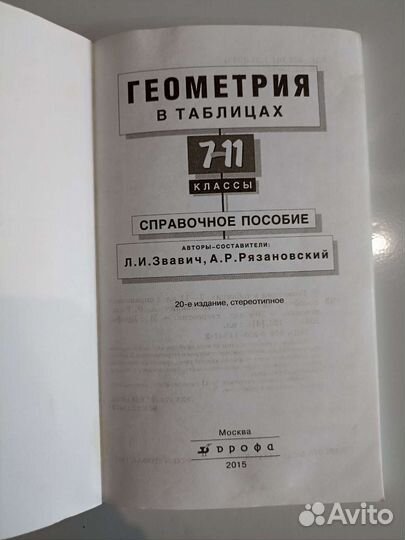 ГЕОМЕТРИЯ
В ТАБЛИЦАХ
7-11
КЛАССЫ
СПРАВОЧНОЕ ПОСОБИЕ
АВТОРЫ-СОСТАВИТЕЛИ:
Л.И.Звавич, А.Р.Рязановский
20-е издание, стереотипное
Москва
дрофа
2015
Avito